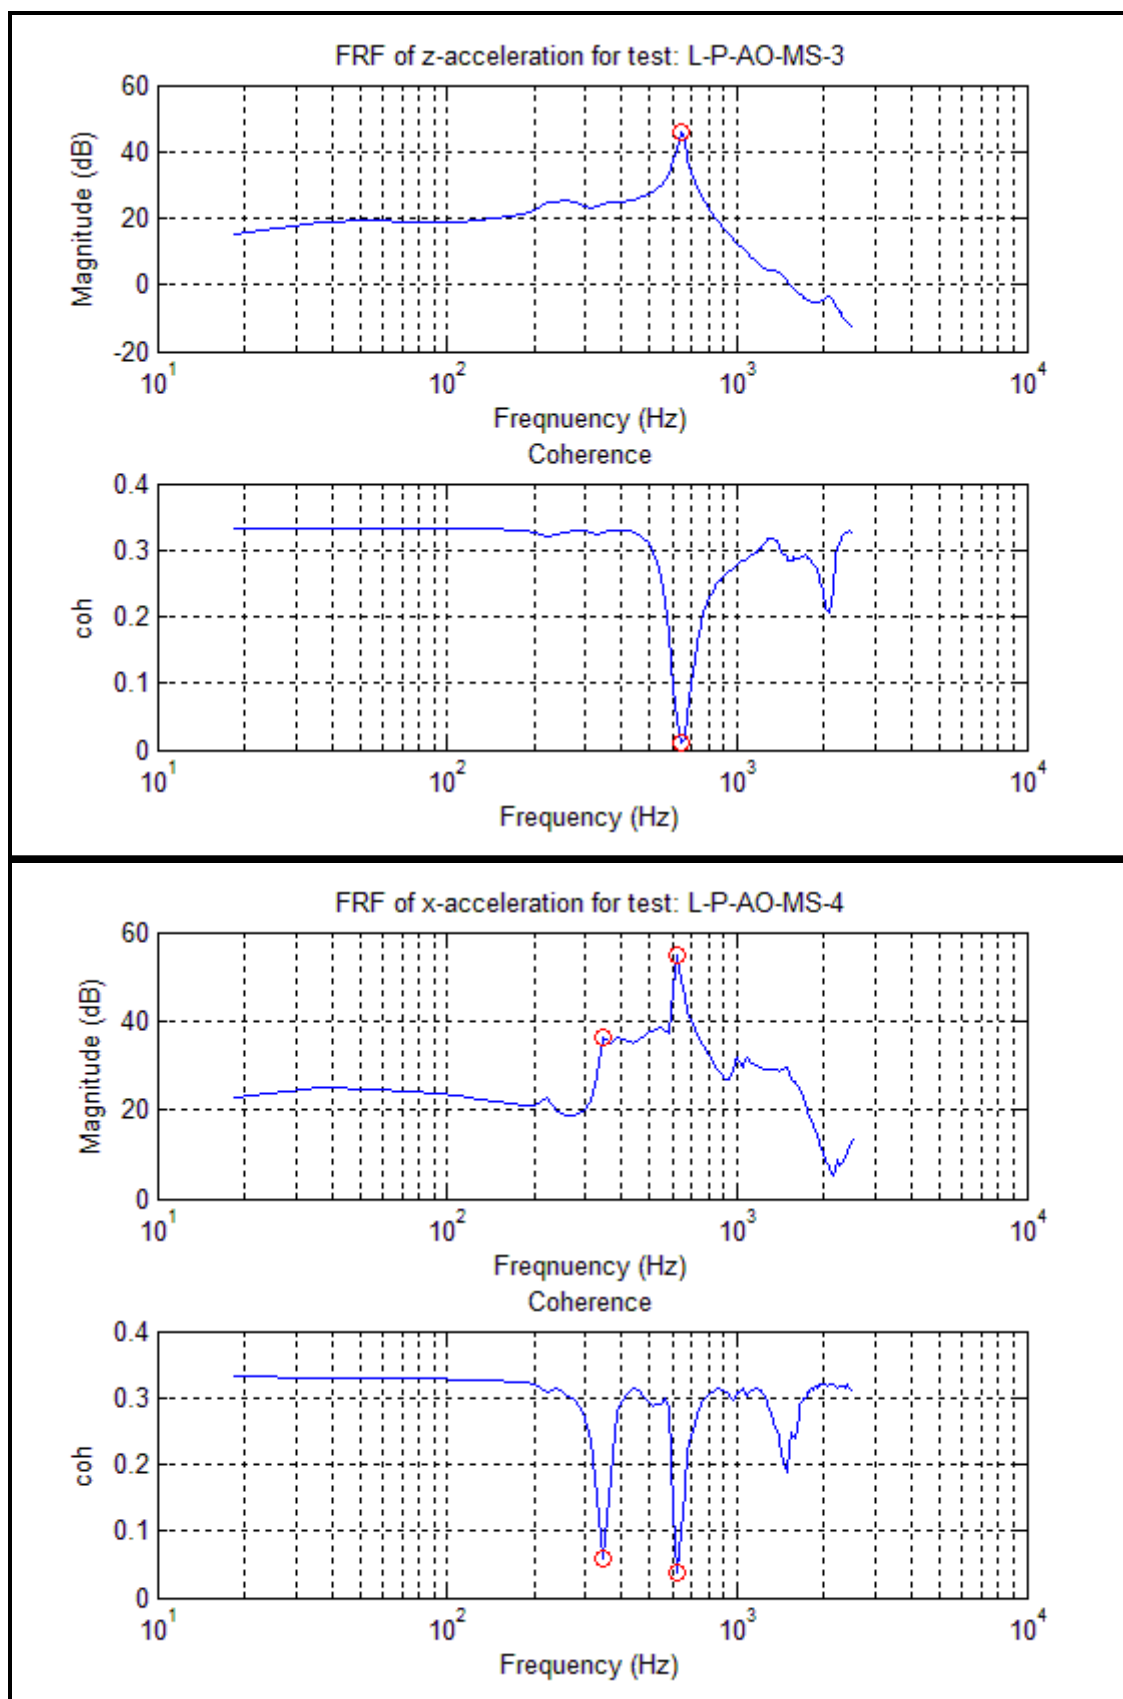 FRF of z-acceleration for test: L-P-AO-MS-3
60
40
20
0
-20
Magnitude (dB)
10^1 10^2 10^3 10^4
Freqnuency (Hz)
Coherence
0.4
0.3
0.2
0.1
0
coh
10^1 10^2 10^3 10^4
Frequency (Hz)
FRF of x-acceleration for test: L-P-AO-MS-4
60
40
20
0
Magnitude (dB)
10^1 10^2 10^3 10^4
Freqnuency (Hz)
Coherence
0.4
0.3
0.2
0.1
0
coh
10^1 10^2 10^3 10^4
Frequency (Hz)